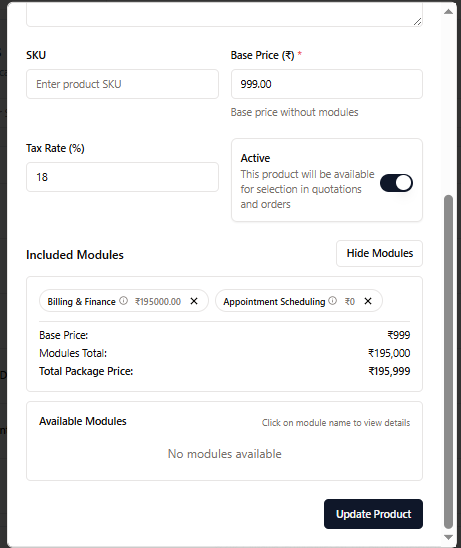 SKU
Base Price (₹) *
Enter product SKU
999.00
Base price without modules
Tax Rate (%)
18
Active
This product will be available
for selection in quotations
and orders
Included Modules
Hide Modules
Billing & Finance ₹195000.00 ✕
Appointment Scheduling ₹0 ✕
Base Price: ₹999
Modules Total: ₹195,000
Total Package Price: ₹195,999
Available Modules
Click on module name to view details
No modules available
Update Product